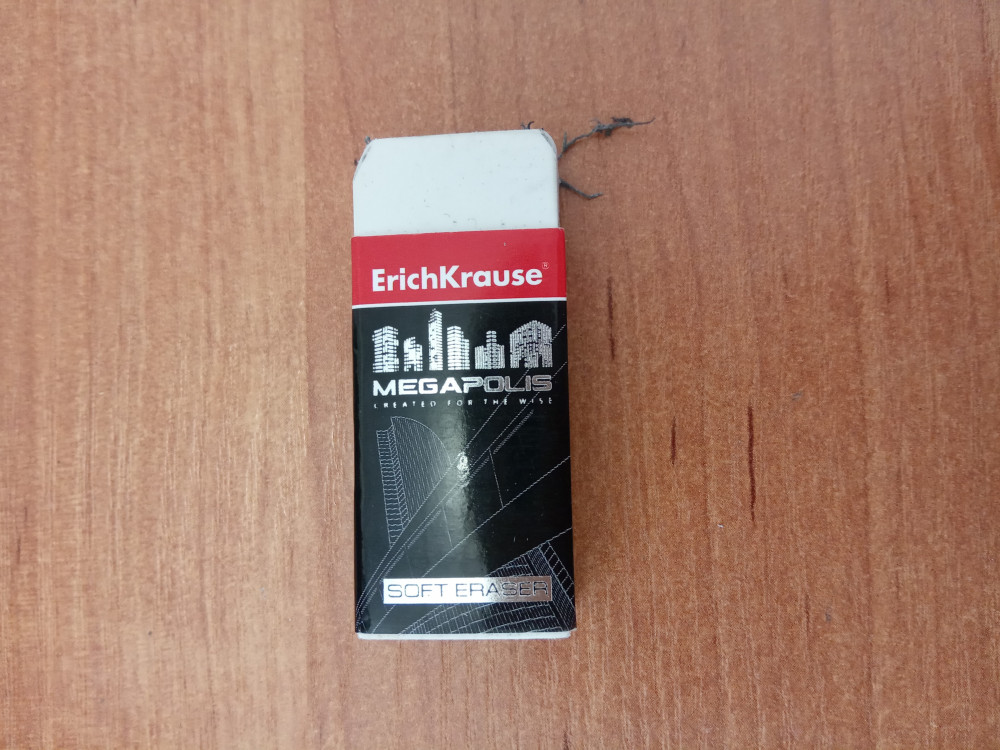 ErichKrause®
MEGAPOLIS
CREATED FOR THE WISE
SOFT ERASER